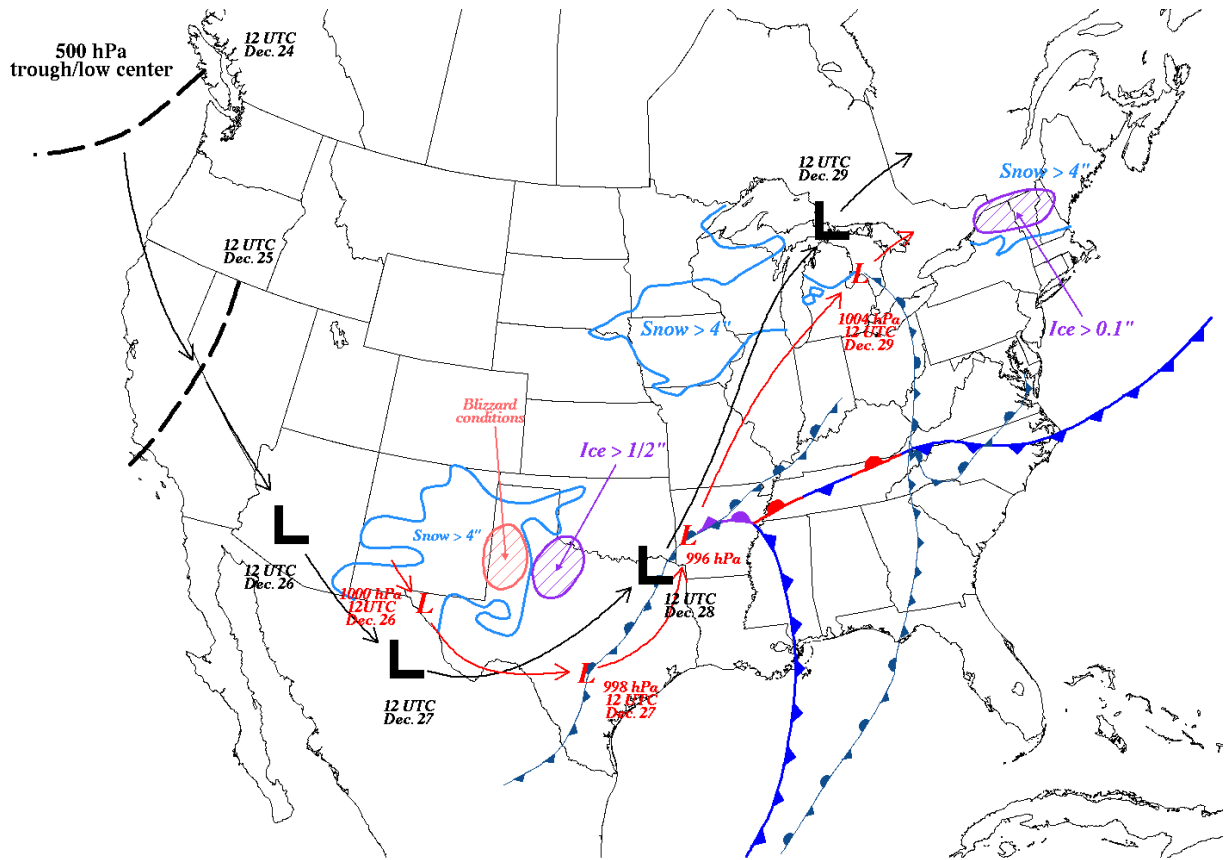 500 hPa
trough/low center
12 UTC
Dec. 24
12 UTC
Dec. 25
12 UTC
Dec. 29
Snow > 4"
Snow > 4"
1004 hPa
12 UTC
Dec. 29
Ice > 0.1"
Blizzard
conditions
Ice > 1/2"
Snow > 4"
L
L
L
996 hPa
L
12 UTC
Dec. 26
1000 hPa
12UTC
Dec. 26
L
12 UTC
Dec. 28
L
12 UTC
Dec. 27
L
998 hPa
12 UTC
Dec. 27
L